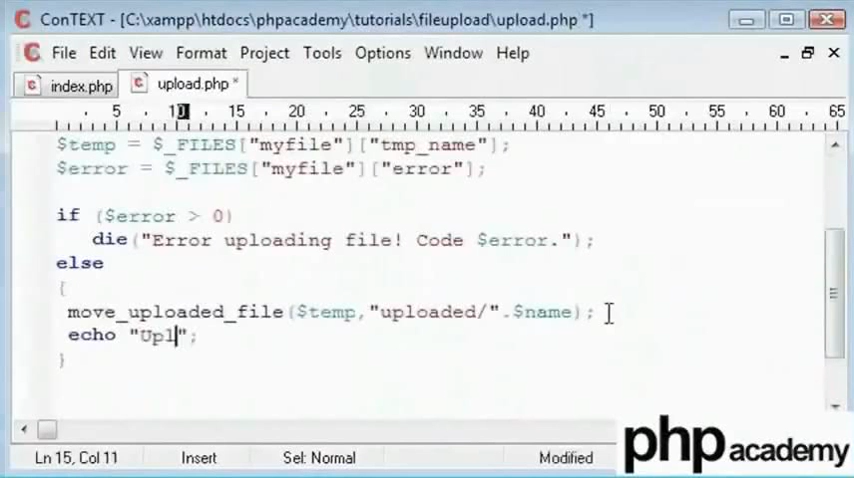 ConTEXT - [C:\xampp\htdocs\phpacademy\tutorials\fileupload\upload.php *]
File Edit View Format Project Tools Options Window Help
index.php upload.php *
5 10 15 20 25 30 35 40 45 50 55 60 65
$temp = $_FILES["myfile"]["tmp_name"];
$error = $_FILES["myfile"]["error"];
if ($error > 0)
die("Error uploading file! Code $error.");
else
{
move_uploaded_file($temp,"uploaded/".$name);
echo "Upl";
}
Ln 15, Col 11 Insert Sel: Normal Modified
php academy